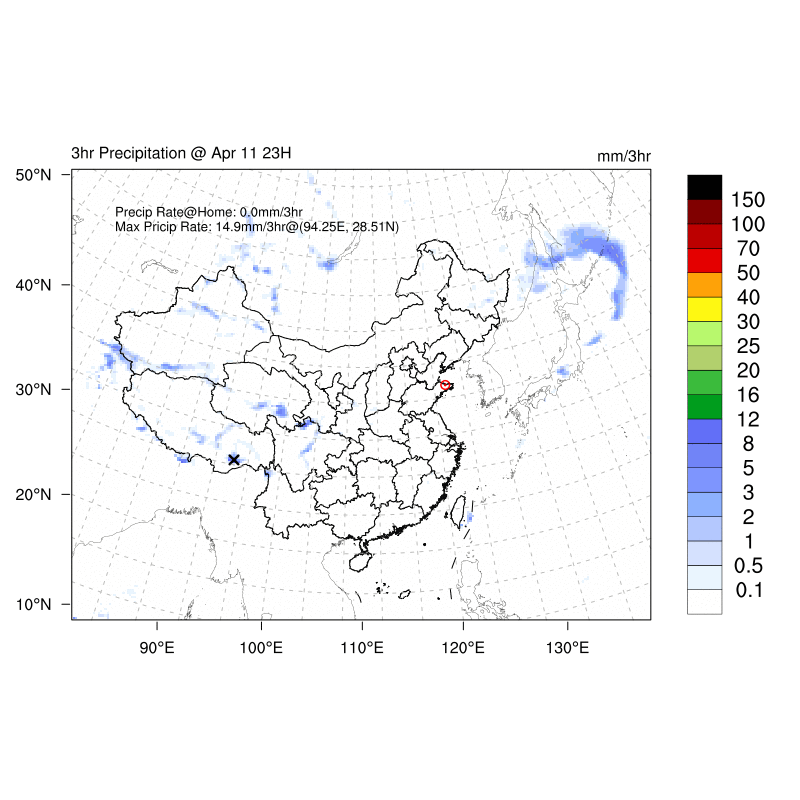 3hr Precipitation @ Apr 11 23H
mm/3hr
Precip Rate@Home: 0.0mm/3hr
Max Pricip Rate: 14.9mm/3hr@(94.25E, 28.51N)
50°N
40°N
30°N
20°N
10°N
90°E
100°E
110°E
120°E
130°E
150
100
70
50
40
30
25
20
16
12
8
5
3
2
1
0.5
0.1